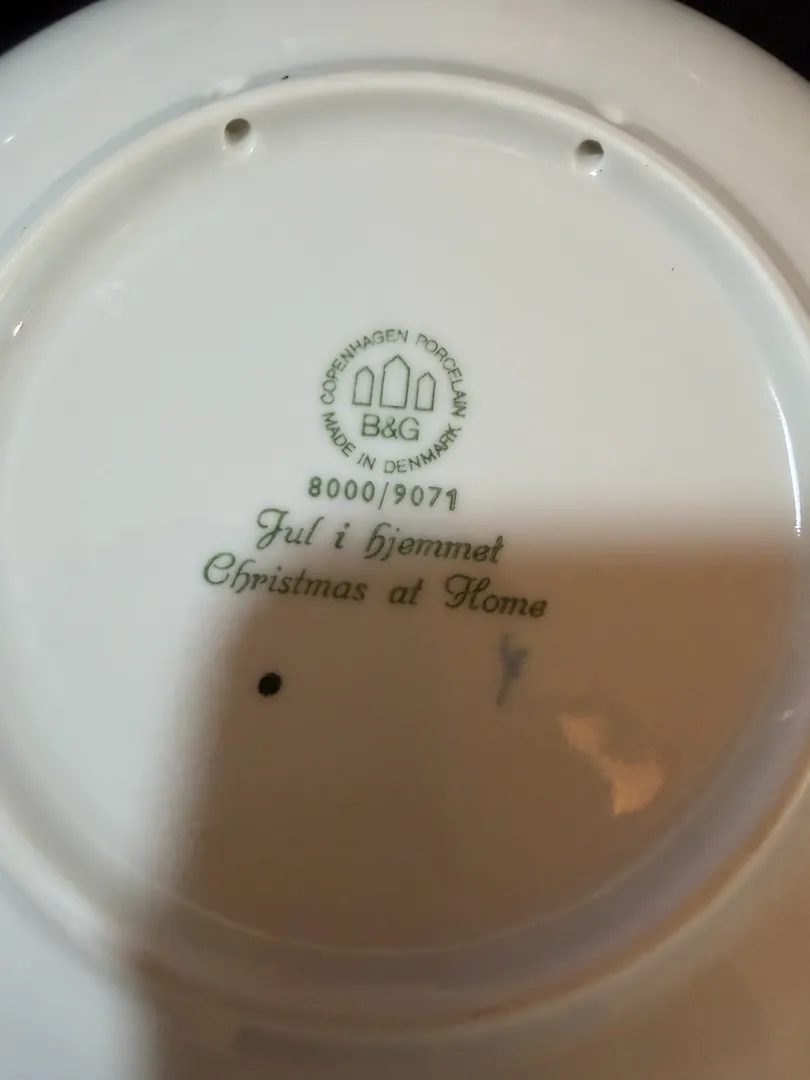 COPENHAGEN PORCELAIN
B&G
MADE IN DENMARK
8000/9071
Jul i hjemmet
Christmas at Home